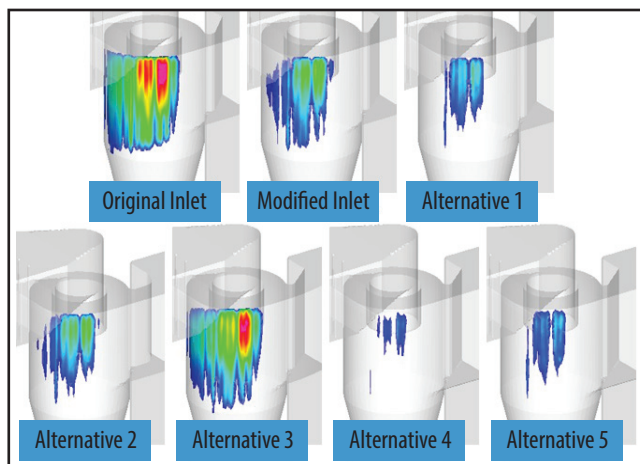 Original Inlet
Modified Inlet
Alternative 1
Alternative 2
Alternative 3
Alternative 4
Alternative 5